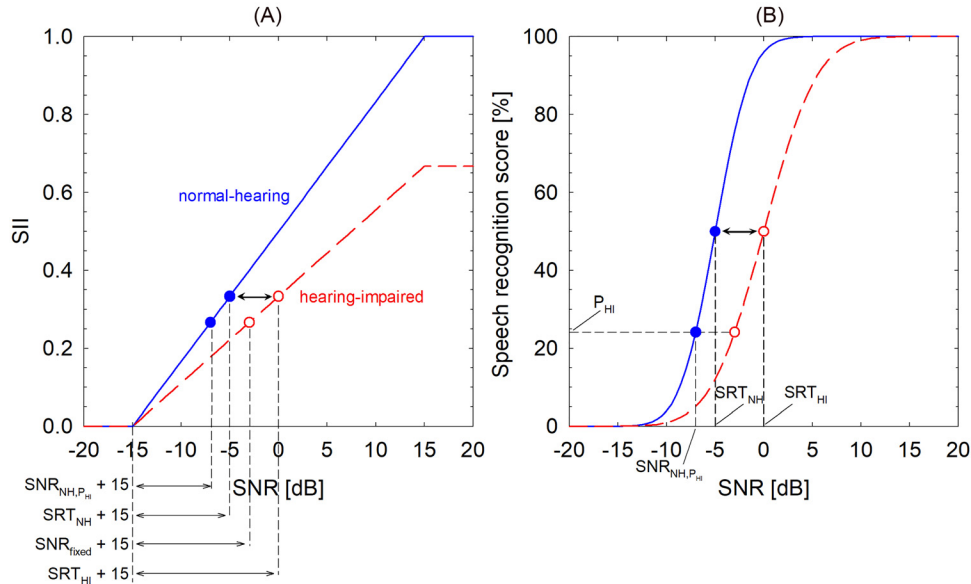 (A)
1.0
0.8
0.6
0.4
0.2
0.0
SII
normal-hearing
hearing-impaired
-20 -15 -10 -5 0 5 10 15 20
SNR [dB]
SNR_NH,P_HI + 15
SRT_NH + 15
SNR_fixed + 15
SRT_HI + 15
(B)
100
80
60
40
20
0
Speech recognition score [%]
P_HI
SRT_NH
SRT_HI
-20 -15 -10 -5 0 5 10 15 20
SNR_NH,P_HI
SNR [dB]